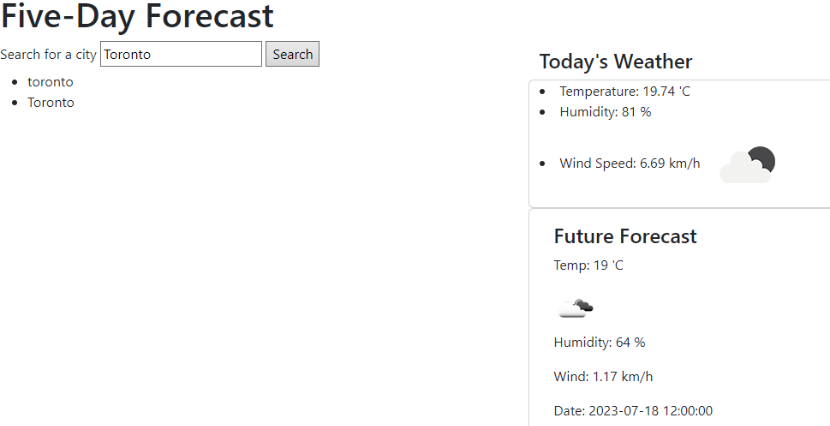 Five-Day Forecast
Search for a city Toronto Search
toronto
Toronto
Today's Weather
Temperature: 19.74 'C
Humidity: 81 %
Wind Speed: 6.69 km/h
Future Forecast
Temp: 19 'C
Humidity: 64 %
Wind: 1.17 km/h
Date: 2023-07-18 12:00:00